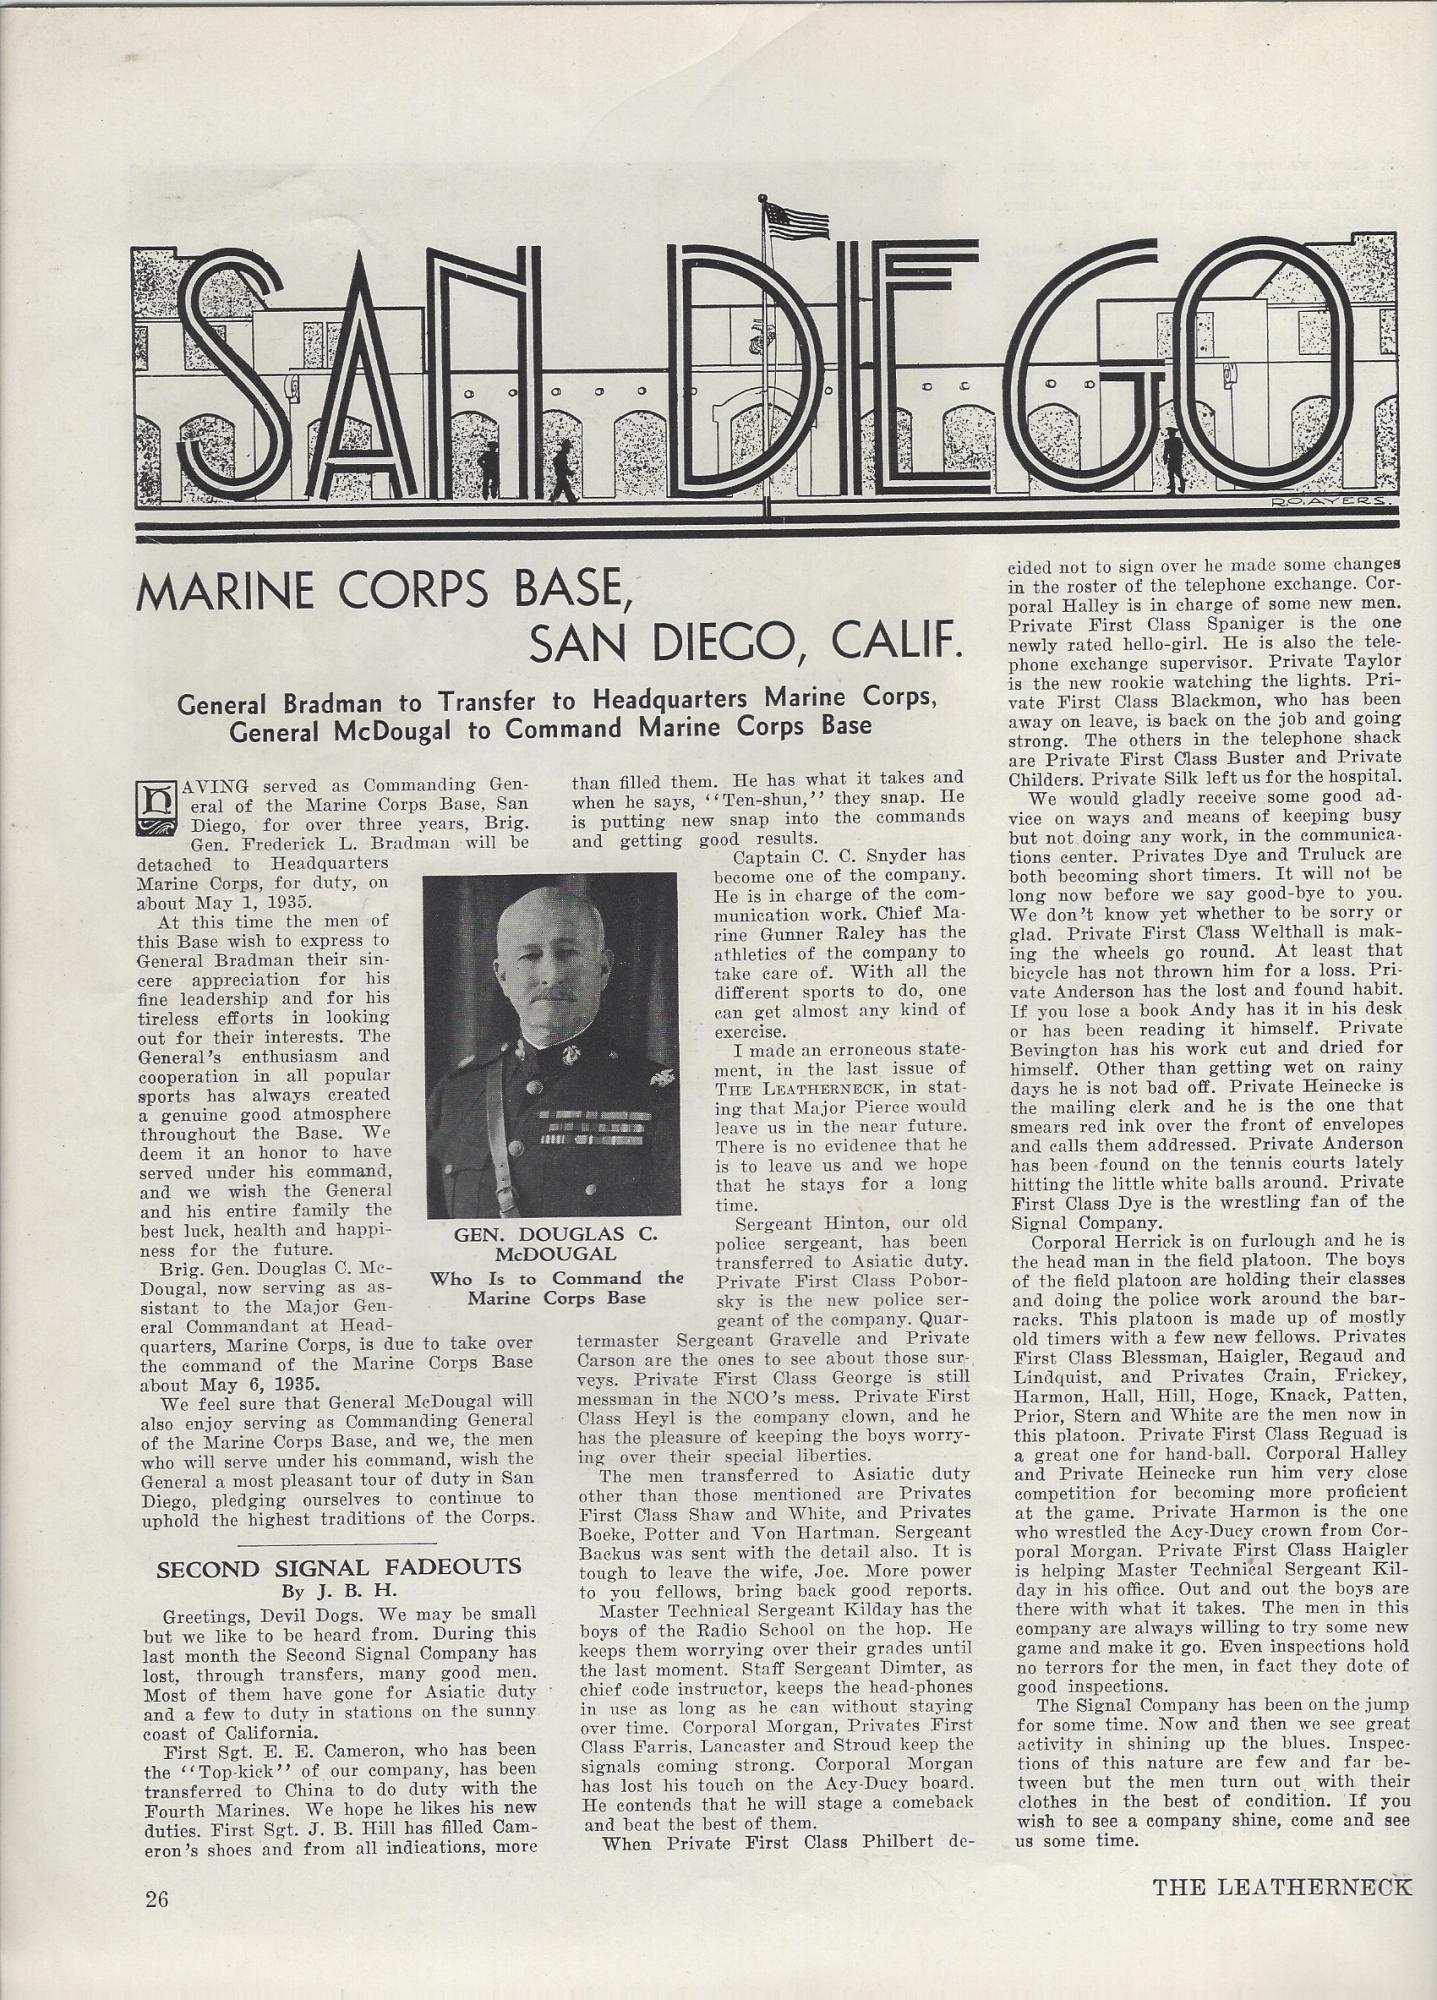 SAN DIEGO
R.O. AYERS.
MARINE CORPS BASE,
SAN DIEGO, CALIF.
General Bradman to Transfer to Headquarters Marine Corps,
General McDougal to Command Marine Corps Base
HAVING served as Commanding Gen-
eral of the Marine Corps Base, San
Diego, for over three years, Brig.
Gen. Frederick L. Bradman will be
detached to Headquarters
Marine Corps, for duty, on
about May 1, 1935.
At this time the men of
this Base wish to express to
General Bradman their sin-
cere appreciation for his
fine leadership and for his
tireless efforts in looking
out for their interests. The
General's enthusiasm and
cooperation in all popular
sports has always created
a genuine good atmosphere
throughout the Base. We
deem it an honor to have
served under his command,
and we wish the General
and his entire family the
best luck, health and happi-
ness for the future.
Brig. Gen. Douglas C. Mc-
Dougal, now serving as as-
sistant to the Major Gen-
eral Commandant at Head-
quarters, Marine Corps, is due to take over
the command of the Marine Corps Base
about May 6, 1935.
We feel sure that General McDougal will
also enjoy serving as Commanding General
of the Marine Corps Base, and we, the men
who will serve under his command, wish the
General a most pleasant tour of duty in San
Diego, pledging ourselves to continue to
uphold the highest traditions of the Corps.
SECOND SIGNAL FADEOUTS
By J. B. H.
Greetings, Devil Dogs. We may be small
but we like to be heard from. During this
last month the Second Signal Company has
lost, through transfers, many good men.
Most of them have gone for Asiatic duty
and a few to duty in stations on the sunny
coast of California.
First Sgt. E. E. Cameron, who has been
the "Top-kick" of our company, has been
transferred to China to do duty with the
Fourth Marines. We hope he likes his new
duties. First Sgt. J. B. Hill has filled Cam-
eron's shoes and from all indications, more
than filled them. He has what it takes and
when he says, "Ten-shun," they snap. He
is putting new snap into the commands
and getting good results.
Captain C. C. Snyder has
become one of the company.
He is in charge of the com-
munication work. Chief Ma-
rine Gunner Raley has the
athletics of the company to
take care of. With all the
different sports to do, one
can get almost any kind of
exercise.
I made an erroneous state-
ment, in the last issue of
THE LEATHERNECK, in stat-
ing that Major Pierce would
leave us in the near future.
There is no evidence that he
is to leave us and we hope
that he stays for a long
time.
Sergeant Hinton, our old
police sergeant, has been
transferred to Asiatic duty.
Private First Class Pobor-
sky is the new police ser-
geant of the company. Quar-
termaster Sergeant Gravelle and Private
Carson are the ones to see about those sur-
veys. Private First Class George is still
messman in the NCO's mess. Private First
Class Heyl is the company clown, and he
has the pleasure of keeping the boys worry-
ing over their special liberties.
The men transferred to Asiatic duty
other than those mentioned are Privates
First Class Shaw and White, and Privates
Boeke, Potter and Von Hartman. Sergeant
Backus was sent with the detail also. It is
tough to leave the wife, Joe. More power
to you fellows, bring back good reports.
Master Technical Sergeant Kilday has the
boys of the Radio School on the hop. He
keeps them worrying over their grades until
the last moment. Staff Sergeant Dimter, as
chief code instructor, keeps the head-phones
in use as long as he can without staying
over time. Corporal Morgan, Privates First
Class Farris, Lancaster and Stroud keep the
signals coming strong. Corporal Morgan
has lost his touch on the Acy-Ducy board.
He contends that he will stage a comeback
and beat the best of them.
When Private First Class Philbert de-
GEN. DOUGLAS C.
McDOUGAL
Who Is to Command the
Marine Corps Base
cided not to sign over he made some changes
in the roster of the telephone exchange. Cor-
poral Halley is in charge of some new men.
Private First Class Spaniger is the one
newly rated hello-girl. He is also the tele-
phone exchange supervisor. Private Taylor
is the new rookie watching the lights. Pri-
vate First Class Blackmon, who has been
away on leave, is back on the job and going
strong. The others in the telephone shack
are Private First Class Buster and Private
Childers. Private Silk left us for the hospital.
We would gladly receive some good ad-
vice on ways and means of keeping busy
but not doing any work, in the communica-
tions center. Privates Dye and Truluck are
both becoming short timers. It will not be
long now before we say good-bye to you.
We don't know yet whether to be sorry or
glad. Private First Class Welthall is mak-
ing the wheels go round. At least that
bicycle has not thrown him for a loss. Pri-
vate Anderson has the lost and found habit.
If you lose a book Andy has it in his desk
or has been reading it himself. Private
Bevington has his work cut and dried for
himself. Other than getting wet on rainy
days he is not bad off. Private Heinecke is
the mailing clerk and he is the one that
smears red ink over the front of envelopes
and calls them addressed. Private Anderson
has been found on the tennis courts lately
hitting the little white balls around. Private
First Class Dye is the wrestling fan of the
Signal Company.
Corporal Herrick is on furlough and he is
the head man in the field platoon. The boys
of the field platoon are holding their classes
and doing the police work around the bar-
racks. This platoon is made up of mostly
old timers with a few new fellows. Privates
First Class Blessman, Haigler, Regaud and
Lindquist, and Privates Crain, Frickey,
Harmon, Hall, Hill, Hoge, Knack, Patten,
Prior, Stern and White are the men now in
this platoon. Private First Class Reguad is
a great one for hand-ball. Corporal Halley
and Private Heinecke run him very close
competition for becoming more proficient
at the game. Private Harmon is the one
who wrestled the Acy-Ducy crown from Cor-
poral Morgan. Private First Class Haigler
is helping Master Technical Sergeant Kil-
day in his office. Out and out the boys are
there with what it takes. The men in this
company are always willing to try some new
game and make it go. Even inspections hold
no terrors for the men, in fact they dote of
good inspections.
The Signal Company has been on the jump
for some time. Now and then we see great
activity in shining up the blues. Inspec-
tions of this nature are few and far be-
tween but the men turn out with their
clothes in the best of condition. If you
wish to see a company shine, come and see
us some time.
26
THE LEATHERNECK